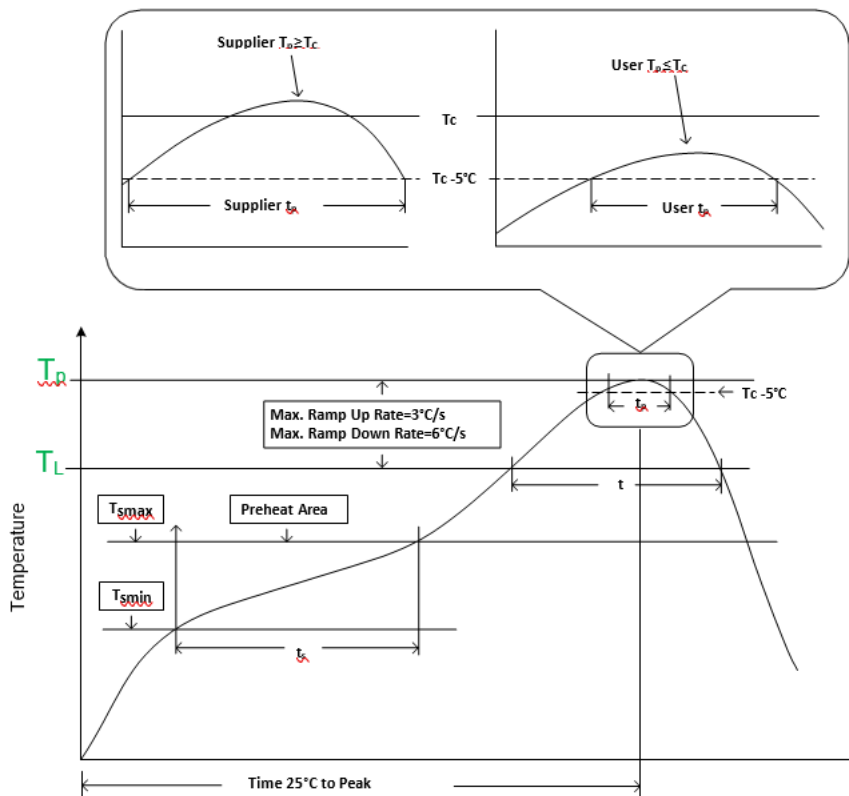 Supplier Tp≥TC
User Tp≤TC
Tc
Tc -5°C
Supplier tp
User tp
Tp
Tc -5°C
tp
Max. Ramp Up Rate=3°C/s
Max. Ramp Down Rate=6°C/s
TL
t
Tsmax
Preheat Area
Temperature
Tsmin
ts
Time 25°C to Peak